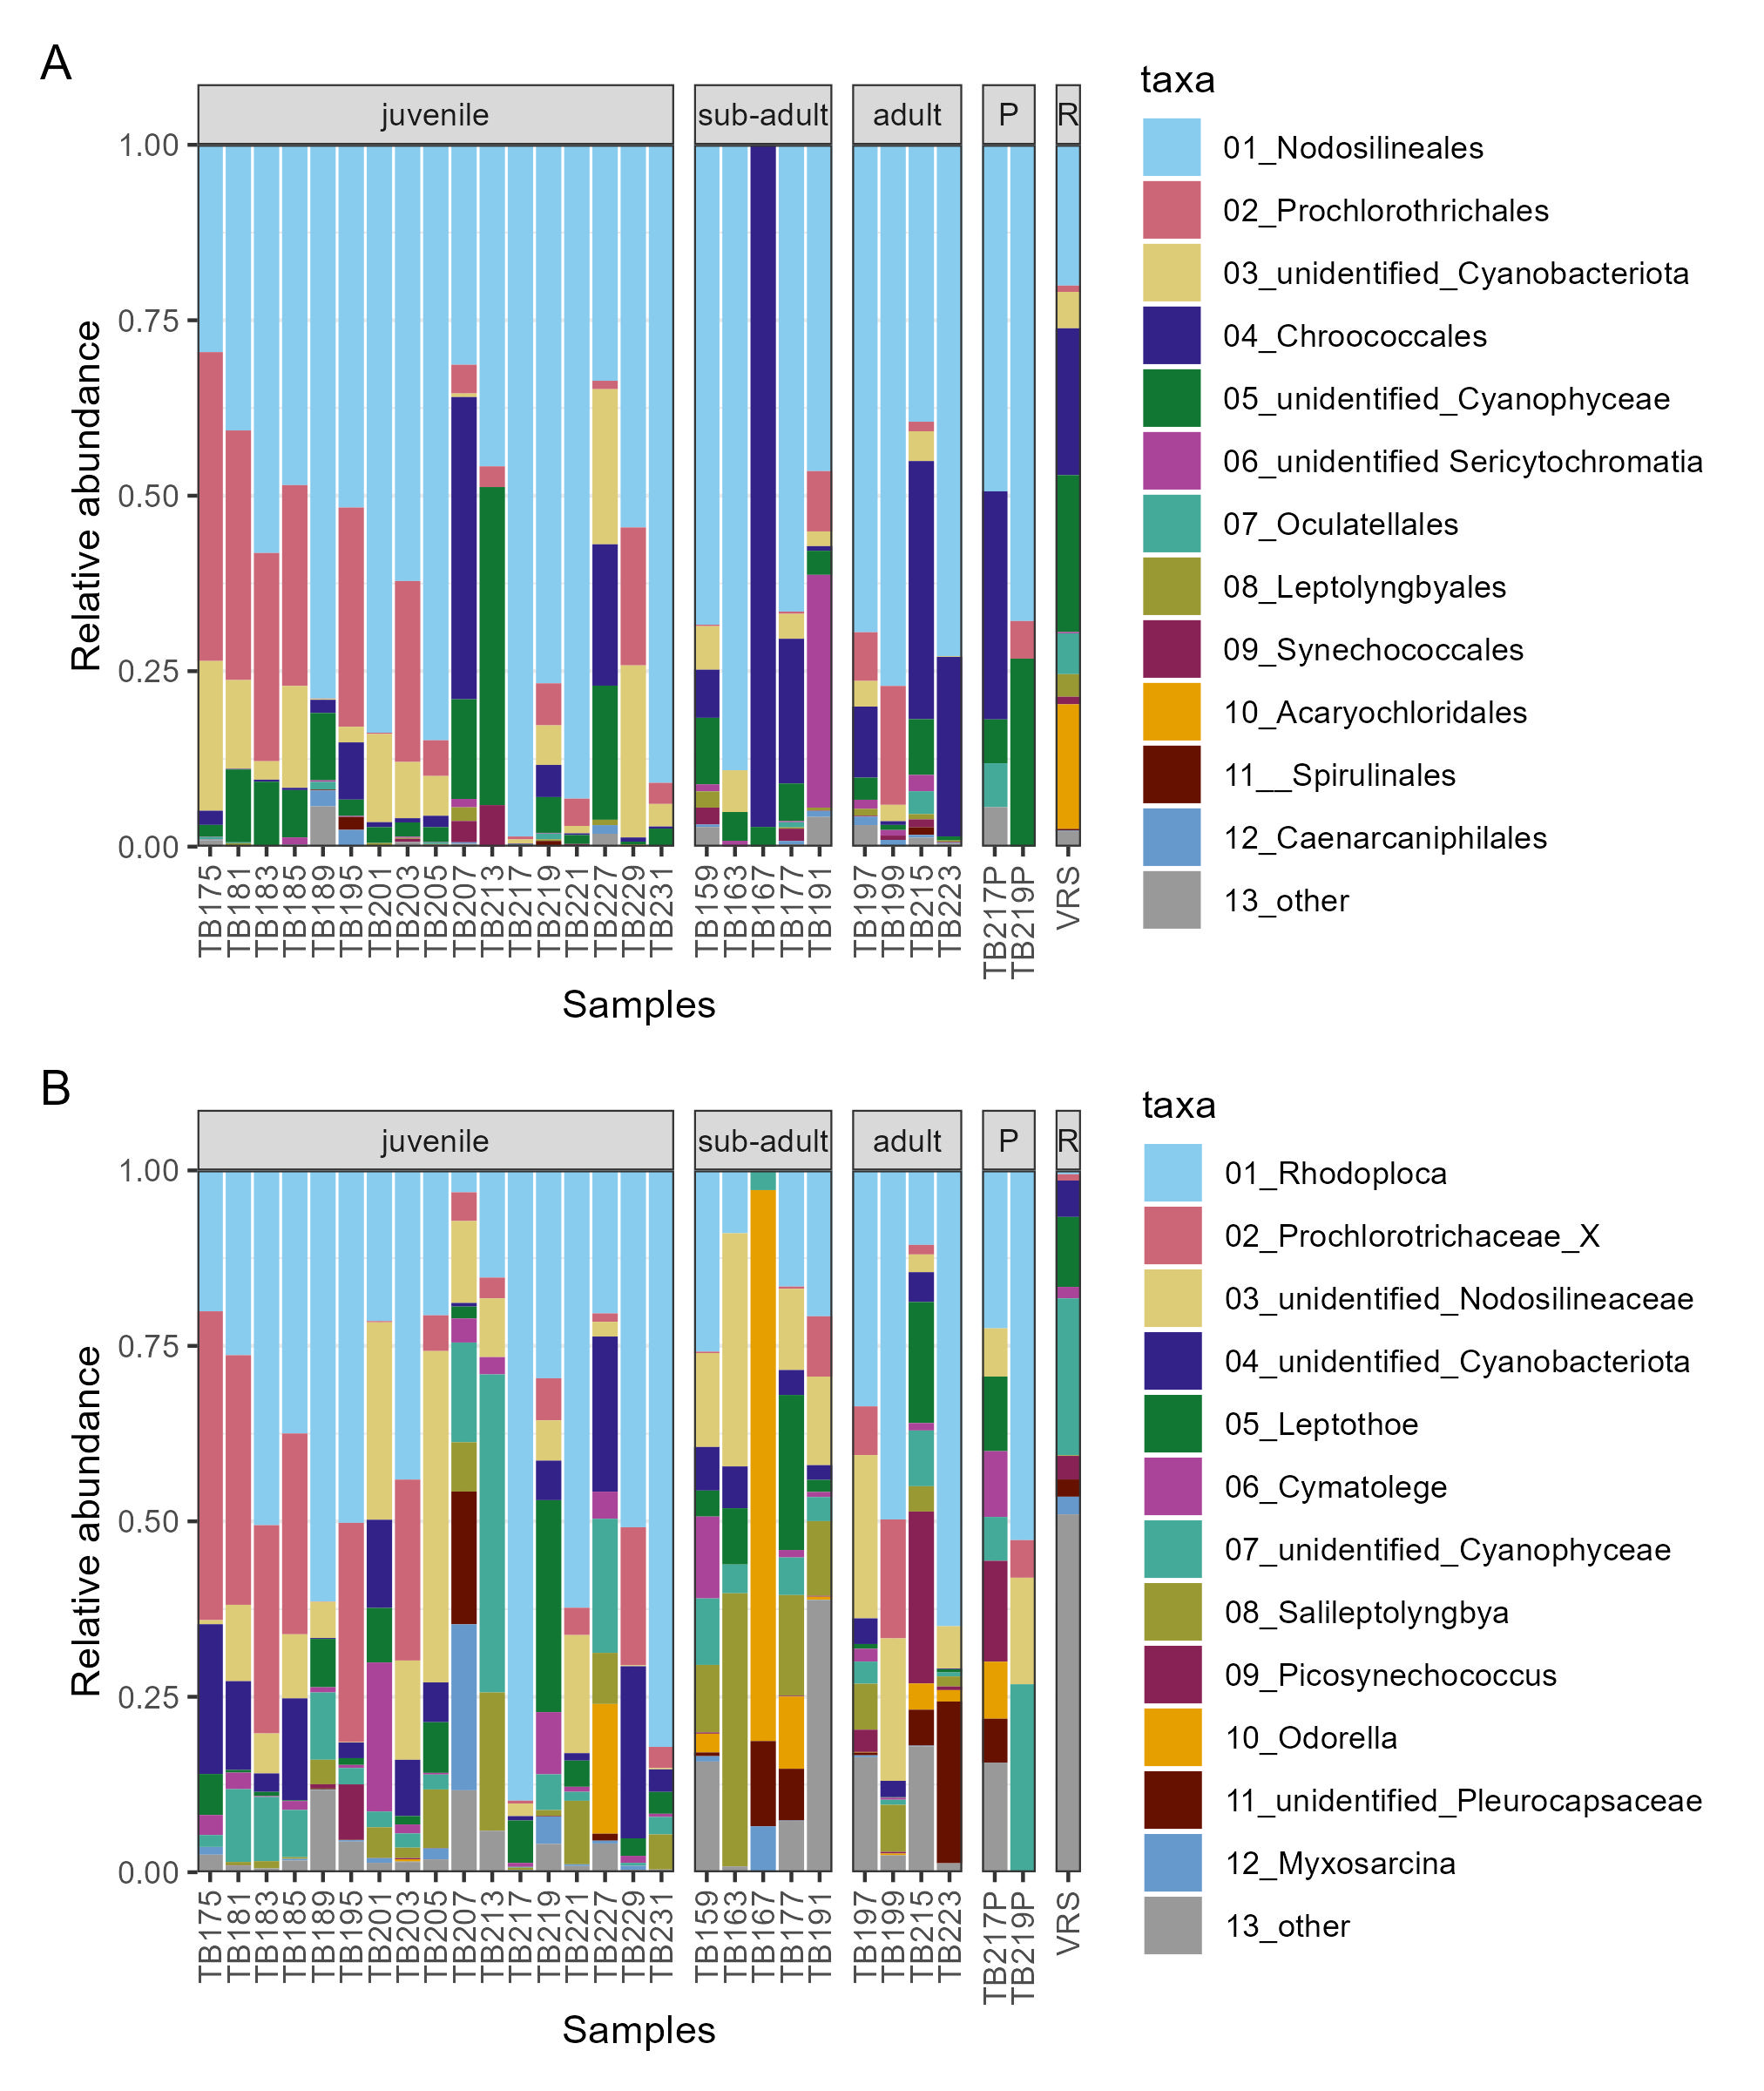 A
juvenile
sub-adult
adult
P
R
1.00
0.75
0.50
0.25
0.00
Relative abundance
TB175
TB181
TB183
TB185
TB189
TB195
TB201
TB203
TB205
TB207
TB213
TB217
TB219
TB221
TB227
TB229
TB231
TB159
TB163
TB167
TB177
TB191
TB197
TB199
TB215
TB223
TB217P
TB219P
VRS
Samples
taxa
01_Nodosilineales
02_Prochlorothrichales
03_unidentified_Cyanobacteriota
04_Chroococcales
05_unidentified_Cyanophyceae
06_unidentified Sericytochromatia
07_Oculatellales
08_Leptolyngbyales
09_Synechococcales
10_Acaryochloridales
11__Spirulinales
12_Caenarcaniphilales
13_other
B
juvenile
sub-adult
adult
P
R
1.00
0.75
0.50
0.25
0.00
Relative abundance
TB175
TB181
TB183
TB185
TB189
TB195
TB201
TB203
TB205
TB207
TB213
TB217
TB219
TB221
TB227
TB229
TB231
TB159
TB163
TB167
TB177
TB191
TB197
TB199
TB215
TB223
TB217P
TB219P
VRS
Samples
taxa
01_Rhodoploca
02_Prochlorotrichaceae_X
03_unidentified_Nodosilineaceae
04_unidentified_Cyanobacteriota
05_Leptothoe
06_Cymatolege
07_unidentified_Cyanophyceae
08_Salileptolyngbya
09_Picosynechococcus
10_Odorella
11_unidentified_Pleurocapsaceae
12_Myxosarcina
13_other